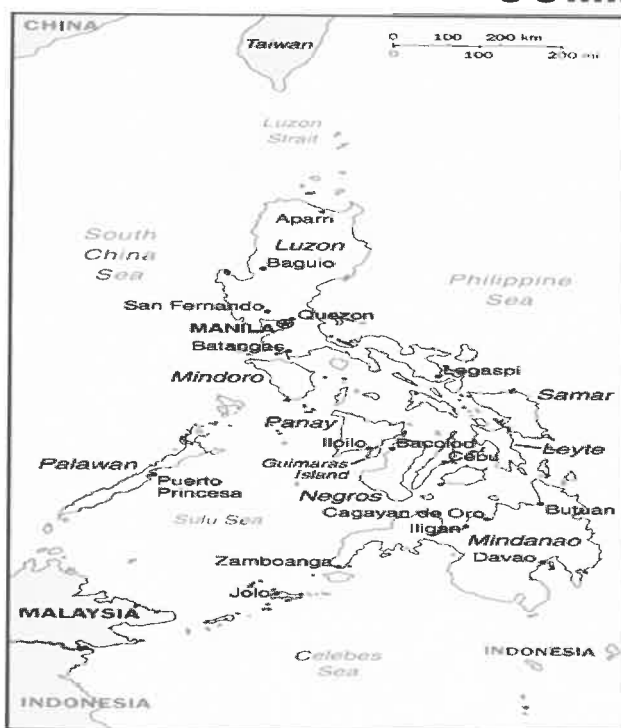 CHINA
Taiwan
0 100 200 km
0 100 200 mi
Luzon
Strait
Aparri
South
China
Sea
Luzon
Baguio
Philippine
Sea
San Fernando
Quezon
MANILA
Batangas
Legaspi
Mindoro
Samar
Panay
Iloilo
Bacolod
Leyte
Cebu
Guimaras
Island
Palawan
Puerto
Princesa
Negros
Cagayan de Oro
Butuan
Sulu Sea
Iligan
Mindanao
Davao
Zamboanga
Jolo
MALAYSIA
Celebes
Sea
INDONESIA
INDONESIA